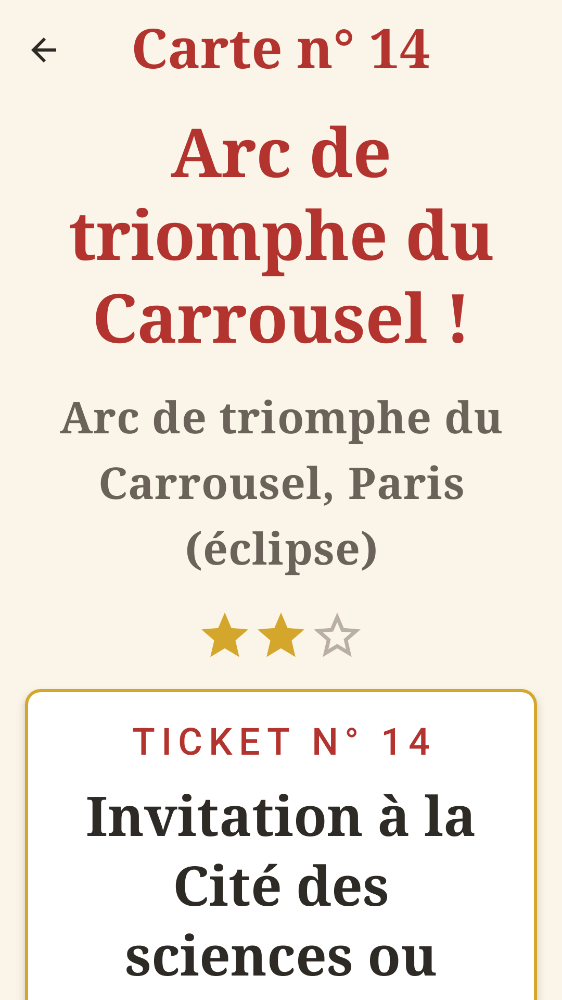 Carte n° 14
Arc de
triomphe du
Carrousel !
Arc de triomphe du
Carrousel, Paris
(éclipse)
TICKET N° 14
Invitation à la
Cité des
sciences ou